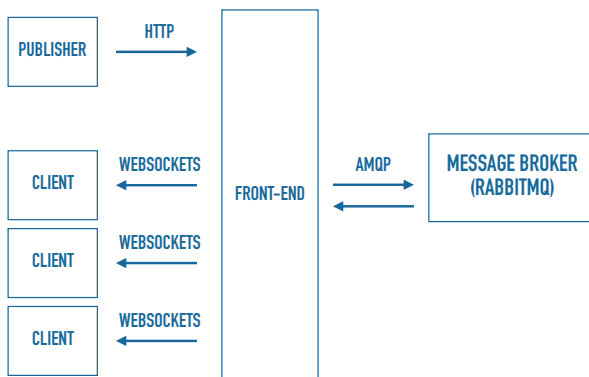 PUBLISHER
HTTP
CLIENT
WEBSOCKETS
CLIENT
WEBSOCKETS
CLIENT
WEBSOCKETS
FRONT-END
AMQP
MESSAGE BROKER
(RABBITMQ)